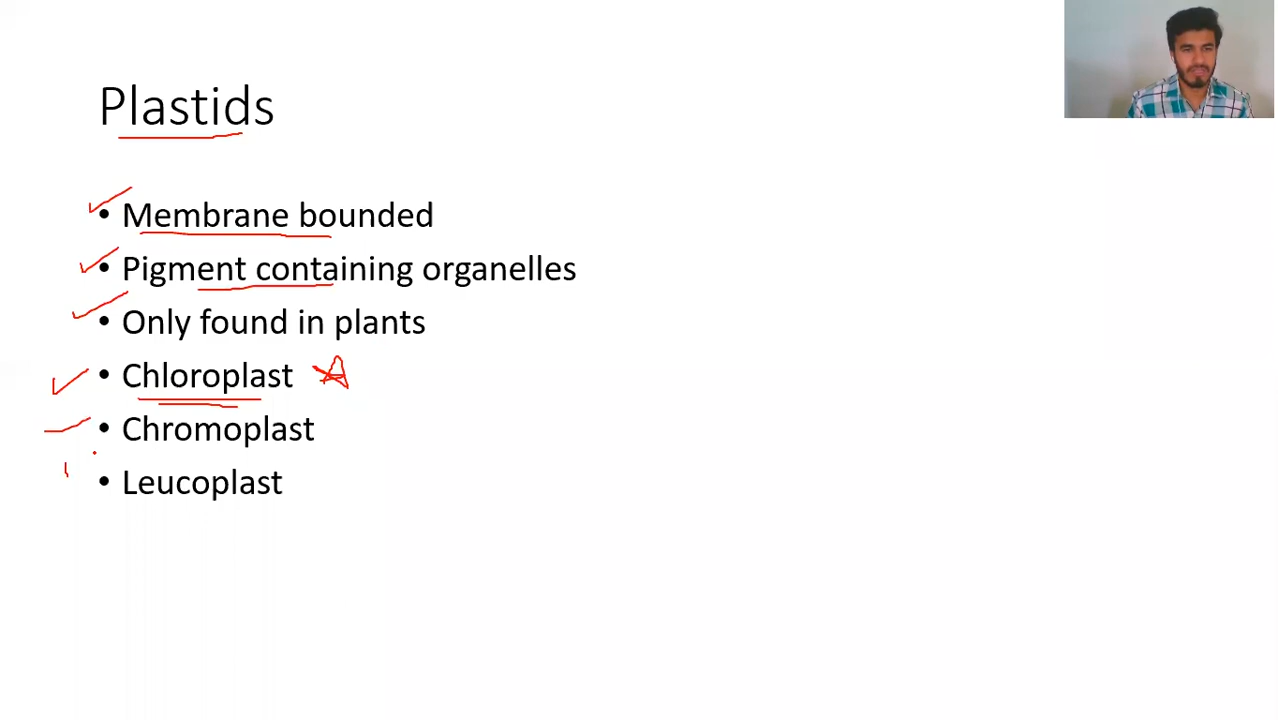 Plastids
• Membrane bounded
• Pigment containing organelles
• Only found in plants
• Chloroplast
• Chromoplast
• Leucoplast